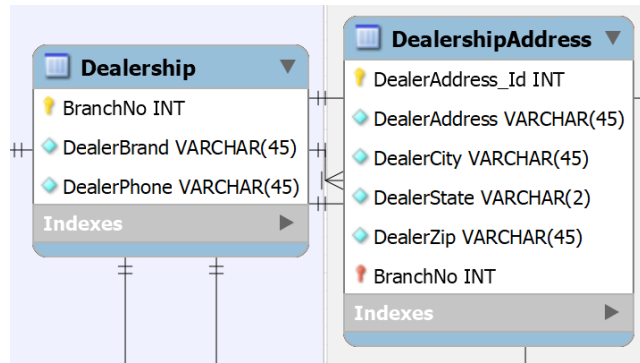 Dealership
BranchNo INT
DealerBrand VARCHAR(45)
DealerPhone VARCHAR(45)
Indexes
DealershipAddress
DealerAddress_Id INT
DealerAddress VARCHAR(45)
DealerCity VARCHAR(45)
DealerState VARCHAR(2)
DealerZip VARCHAR(45)
BranchNo INT
Indexes